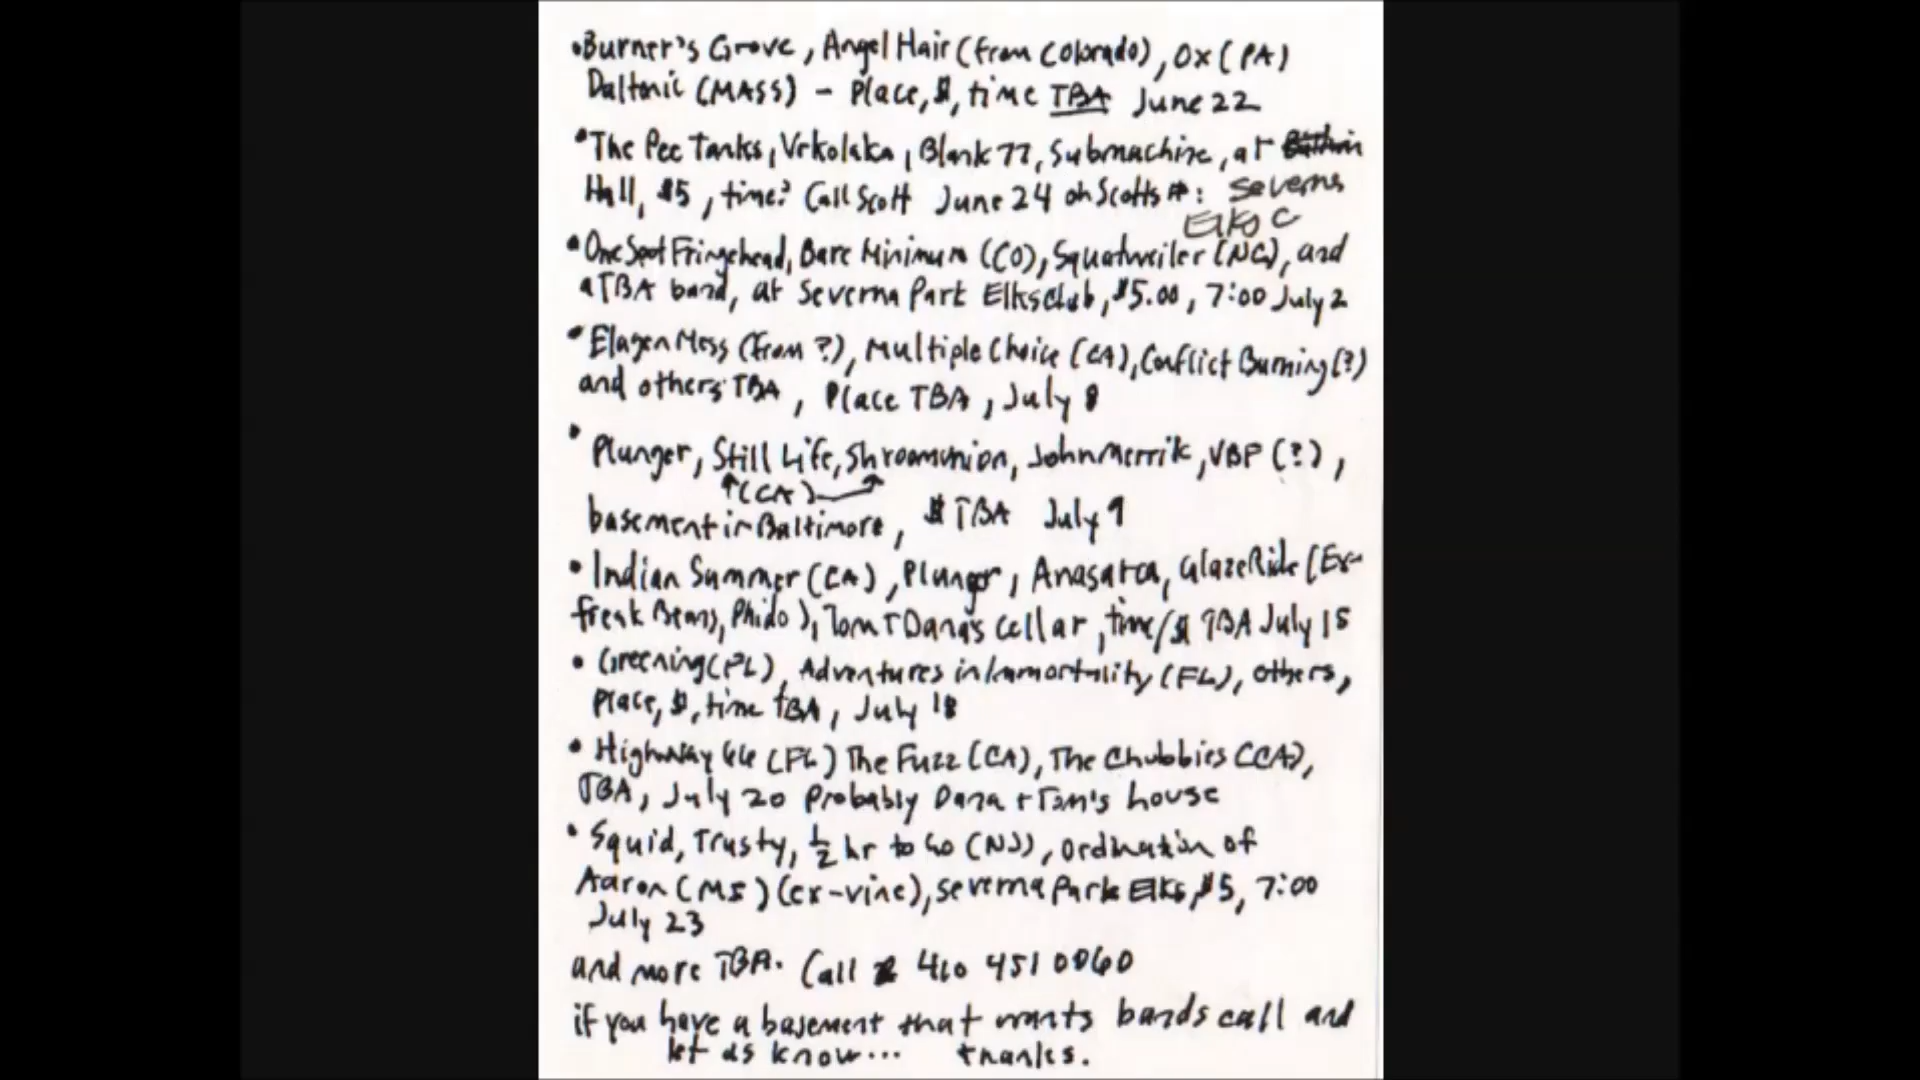 •Burner's Grove, Angel Hair (from Colorado), Ox (PA)
Daltonic (MASS) - Place, $, time TBA June 22
•The Pee Tanks, Vrkolaka, Blank 77, Submachine, at
Hall, $5, time? Call Scott June 24 oh Scotts #: Severna
Elks C
•One Spot Fringehead, Bare Minimum (CO), Squatweiler (NC), and
a TBA band, at Severna Park Elks Club, $5.00, 7:00 July 2
•Elagen Mess (from ?), Multiple Choice (CA), Conflict Burning (?)
and others TBA, Place TBA, July 8
•Plunger, Still Life, Shroomunion, John Merrik, VBF (?),
↑(CA)
basement in Baltimore, $ TBA July 9
•Indian Summer (CA), Plunger, Anasarca, Glaze Ride (Ex-
freak Beans, Phido), Tom + Dana's cellar, time/$ TBA July 15
•Greening (FL), Adventures in Immortality (FL), others,
place, $, time tBA, July 18
•Highway 66 (FL) The Fuzz (CA), The Chubbies (CA),
TBA, July 20 Probably Dana + Tom's house
•Squid, Trusty, 1/2 hr to Go (NJ), Ordination of
Aaron (MS) (ex-vine), Severna Park Elks, $5, 7:00
July 23
and more TBA. Call 410 451 0060
if you have a basement that wants bands call and
let us know... thanks.